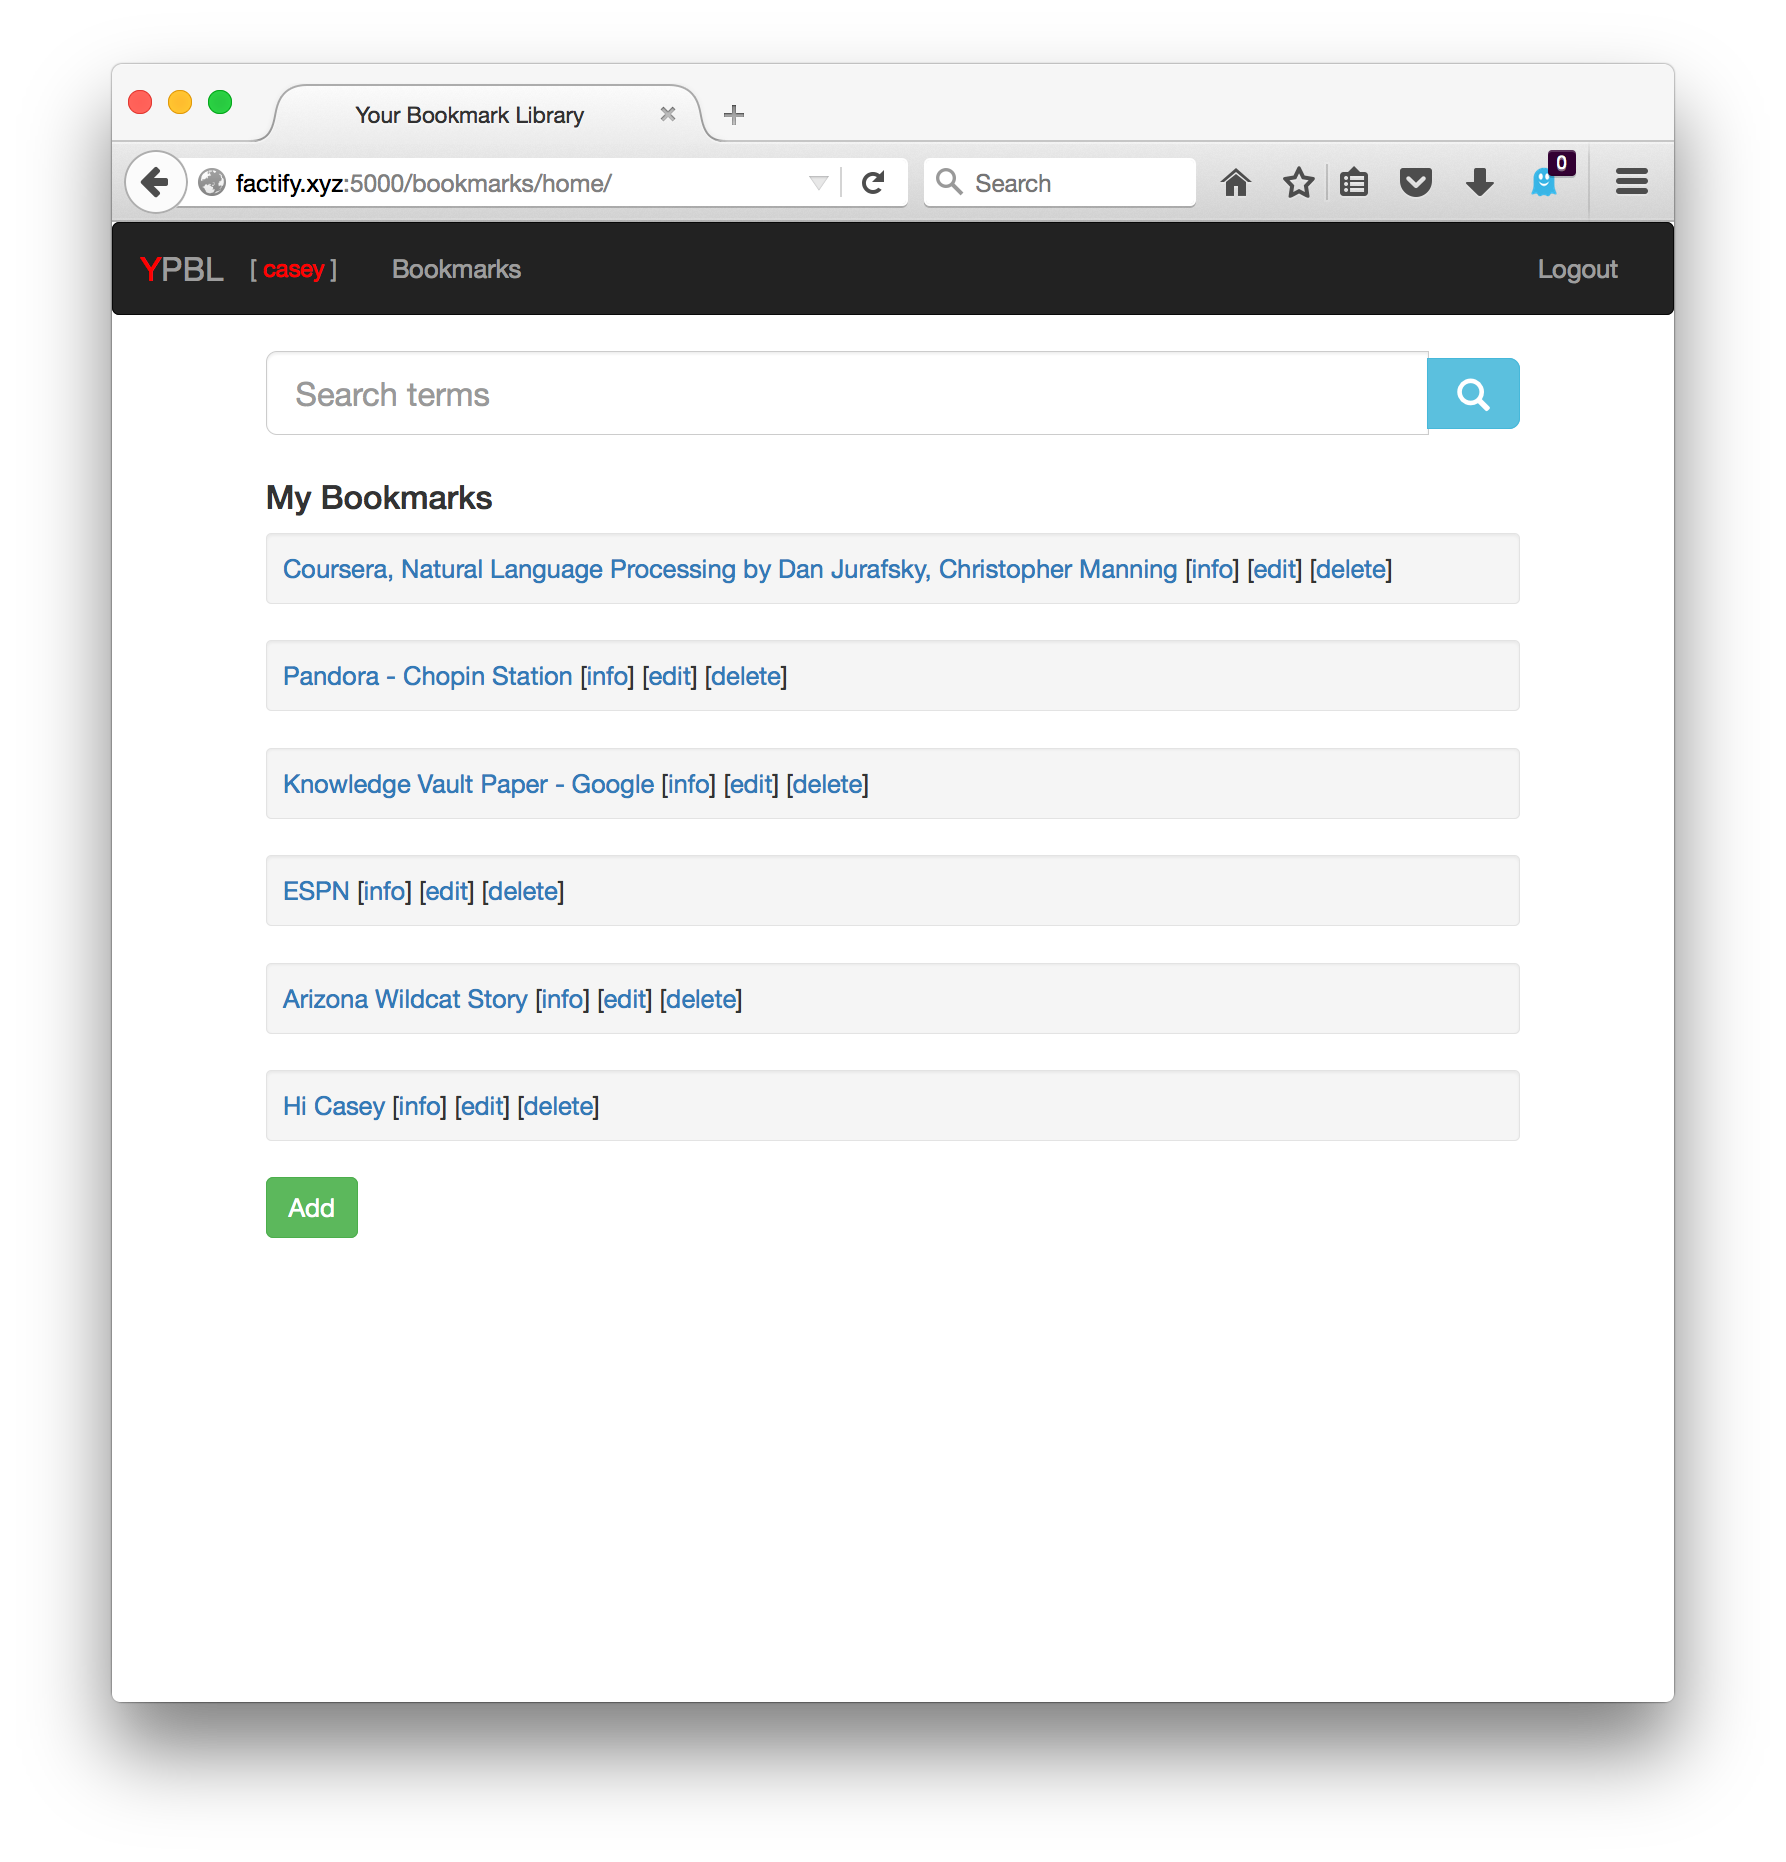 Your Bookmark Library
factify.xyz:5000/bookmarks/home/
Search
0
YPBL [ casey ] Bookmarks Logout
Search terms
My Bookmarks
Coursera, Natural Language Processing by Dan Jurafsky, Christopher Manning [info] [edit] [delete]
Pandora - Chopin Station [info] [edit] [delete]
Knowledge Vault Paper - Google [info] [edit] [delete]
ESPN [info] [edit] [delete]
Arizona Wildcat Story [info] [edit] [delete]
Hi Casey [info] [edit] [delete]
Add